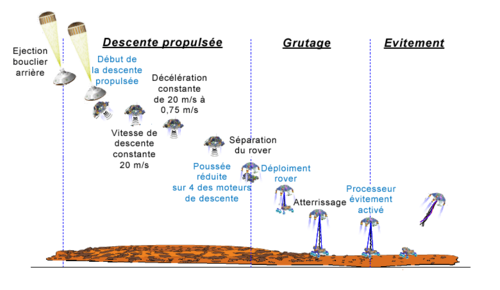 Descente propulsée
Grutage
Evitement
Ejection
bouclier
arrière
Début de
la descente
propulsée
Décélération
constante
de 20 m/s à
0,75 m/s
Vitesse de
descente
constante
20 m/s
Séparation
du rover
Poussée
réduite
sur 4 des moteurs
de descente
Déploiment
rover
Atterrissage
Processeur
évitement
activé